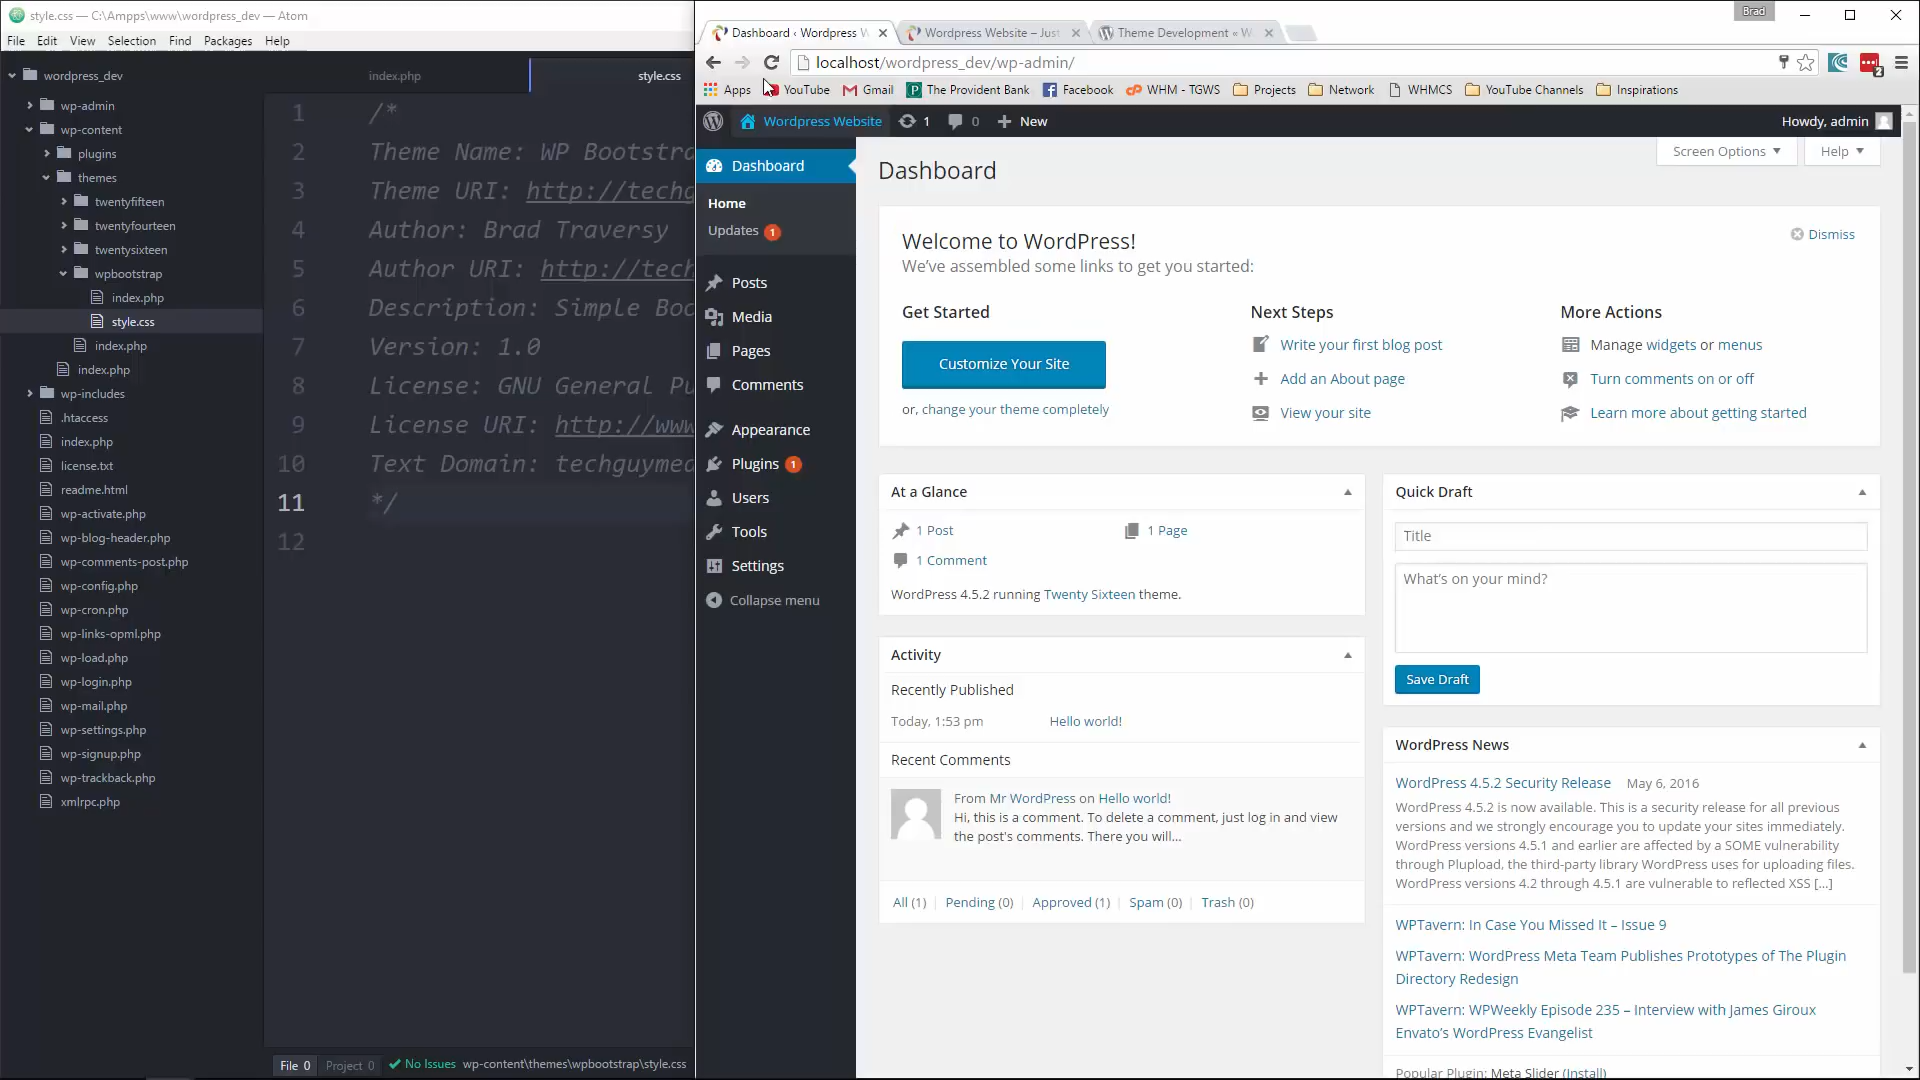 style.css — C:\Ampps\www\wordpress_dev — Atom
File Edit View Selection Find Packages Help
wordpress_dev
wp-admin
wp-content
plugins
themes
twentyfifteen
twentyfourteen
twentysixteen
wpbootstrap
index.php
style.css
index.php
index.php
wp-includes
.htaccess
index.php
license.txt
readme.html
wp-activate.php
wp-blog-header.php
wp-comments-post.php
wp-config.php
wp-cron.php
wp-links-opml.php
wp-load.php
wp-login.php
wp-mail.php
wp-settings.php
wp-signup.php
wp-trackback.php
xmlrpc.php
index.php style.css
1 /*
2 Theme Name: WP Bootstra
3 Theme URI: http://techg
4 Author: Brad Traversy
5 Author URI: http://tech
6 Description: Simple Boo
7 Version: 1.0
8 License: GNU General Pu
9 License URI: http://www
10 Text Domain: techguymed
11 */
12
File 0 Project 0 No Issues wp-content\themes\wpbootstrap\style.css
Brad
Dashboard ‹ Wordpress W Wordpress Website – Just Theme Development « W
localhost/wordpress_dev/wp-admin/
2
Apps YouTube Gmail The Provident Bank Facebook WHM - TGWS Projects Network WHMCS YouTube Channels Inspirations
Wordpress Website 1 0 New Howdy, admin
Dashboard
Home
Updates 1
Posts
Media
Pages
Comments
Appearance
Plugins 1
Users
Tools
Settings
Collapse menu
Screen Options Help
Dashboard
Welcome to WordPress!
Dismiss
We've assembled some links to get you started:
Get Started
Customize Your Site
or, change your theme completely
Next Steps
Write your first blog post
Add an About page
View your site
More Actions
Manage widgets or menus
Turn comments on or off
Learn more about getting started
At a Glance
1 Post 1 Page
1 Comment
WordPress 4.5.2 running Twenty Sixteen theme.
Activity
Recently Published
Today, 1:53 pm Hello world!
Recent Comments
From Mr WordPress on Hello world!
Hi, this is a comment. To delete a comment, just log in and view
the post's comments. There you will...
All (1) | Pending (0) | Approved (1) | Spam (0) | Trash (0)
Quick Draft
Title
What's on your mind?
Save Draft
WordPress News
WordPress 4.5.2 Security Release May 6, 2016
WordPress 4.5.2 is now available. This is a security release for all previous
versions and we strongly encourage you to update your sites immediately.
WordPress versions 4.5.1 and earlier are affected by a SOME vulnerability
through Plupload, the third-party library WordPress uses for uploading files.
WordPress versions 4.2 through 4.5.1 are vulnerable to reflected XSS [...]
WPTavern: In Case You Missed It – Issue 9
WPTavern: WordPress Meta Team Publishes Prototypes of The Plugin
Directory Redesign
WPTavern: WPWeekly Episode 235 – Interview with James Giroux
Envato's WordPress Evangelist
Popular Plugin: Meta Slider (Install)